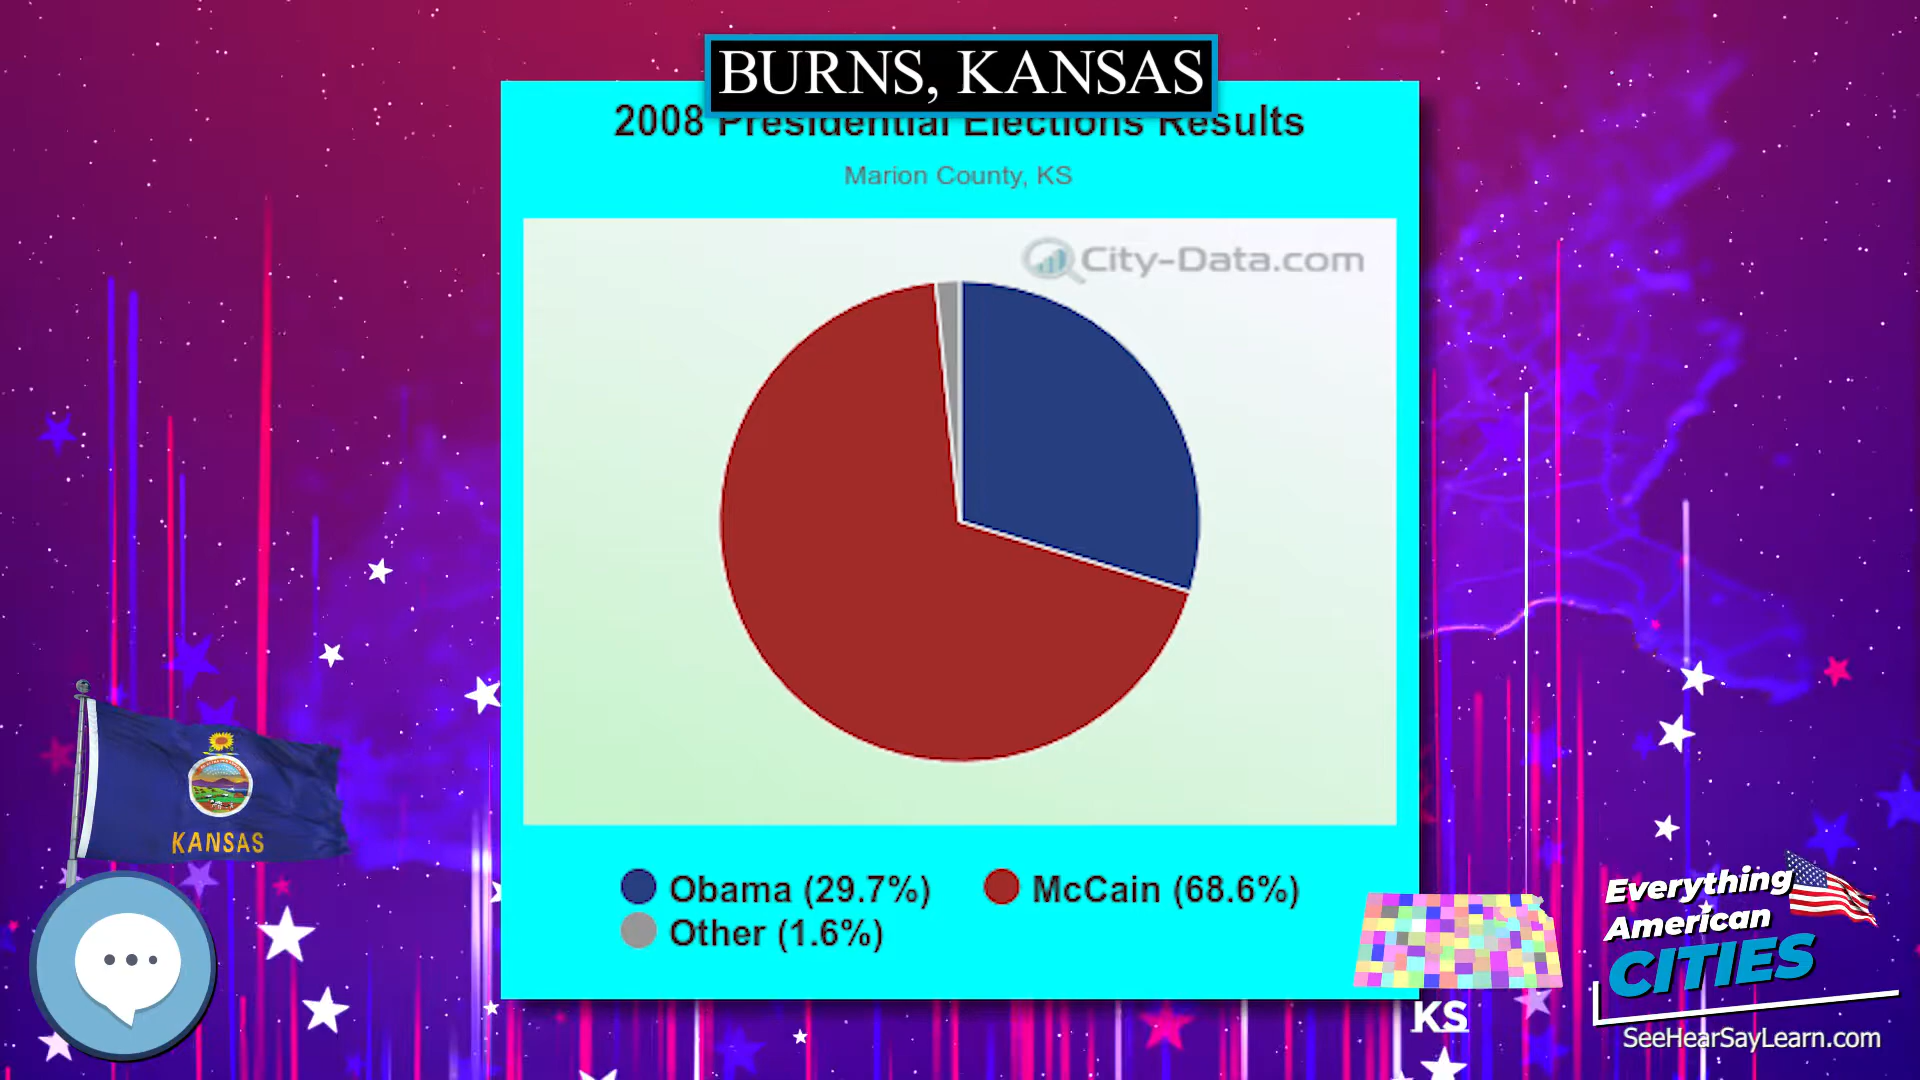 BURNS, KANSAS
2008 Presidential Elections Results
Marion County, KS
City-Data.com
Obama (29.7%)
McCain (68.6%)
Other (1.6%)
KANSAS
KS
Everything
American
CITIES
SeeHearSayLearn.com